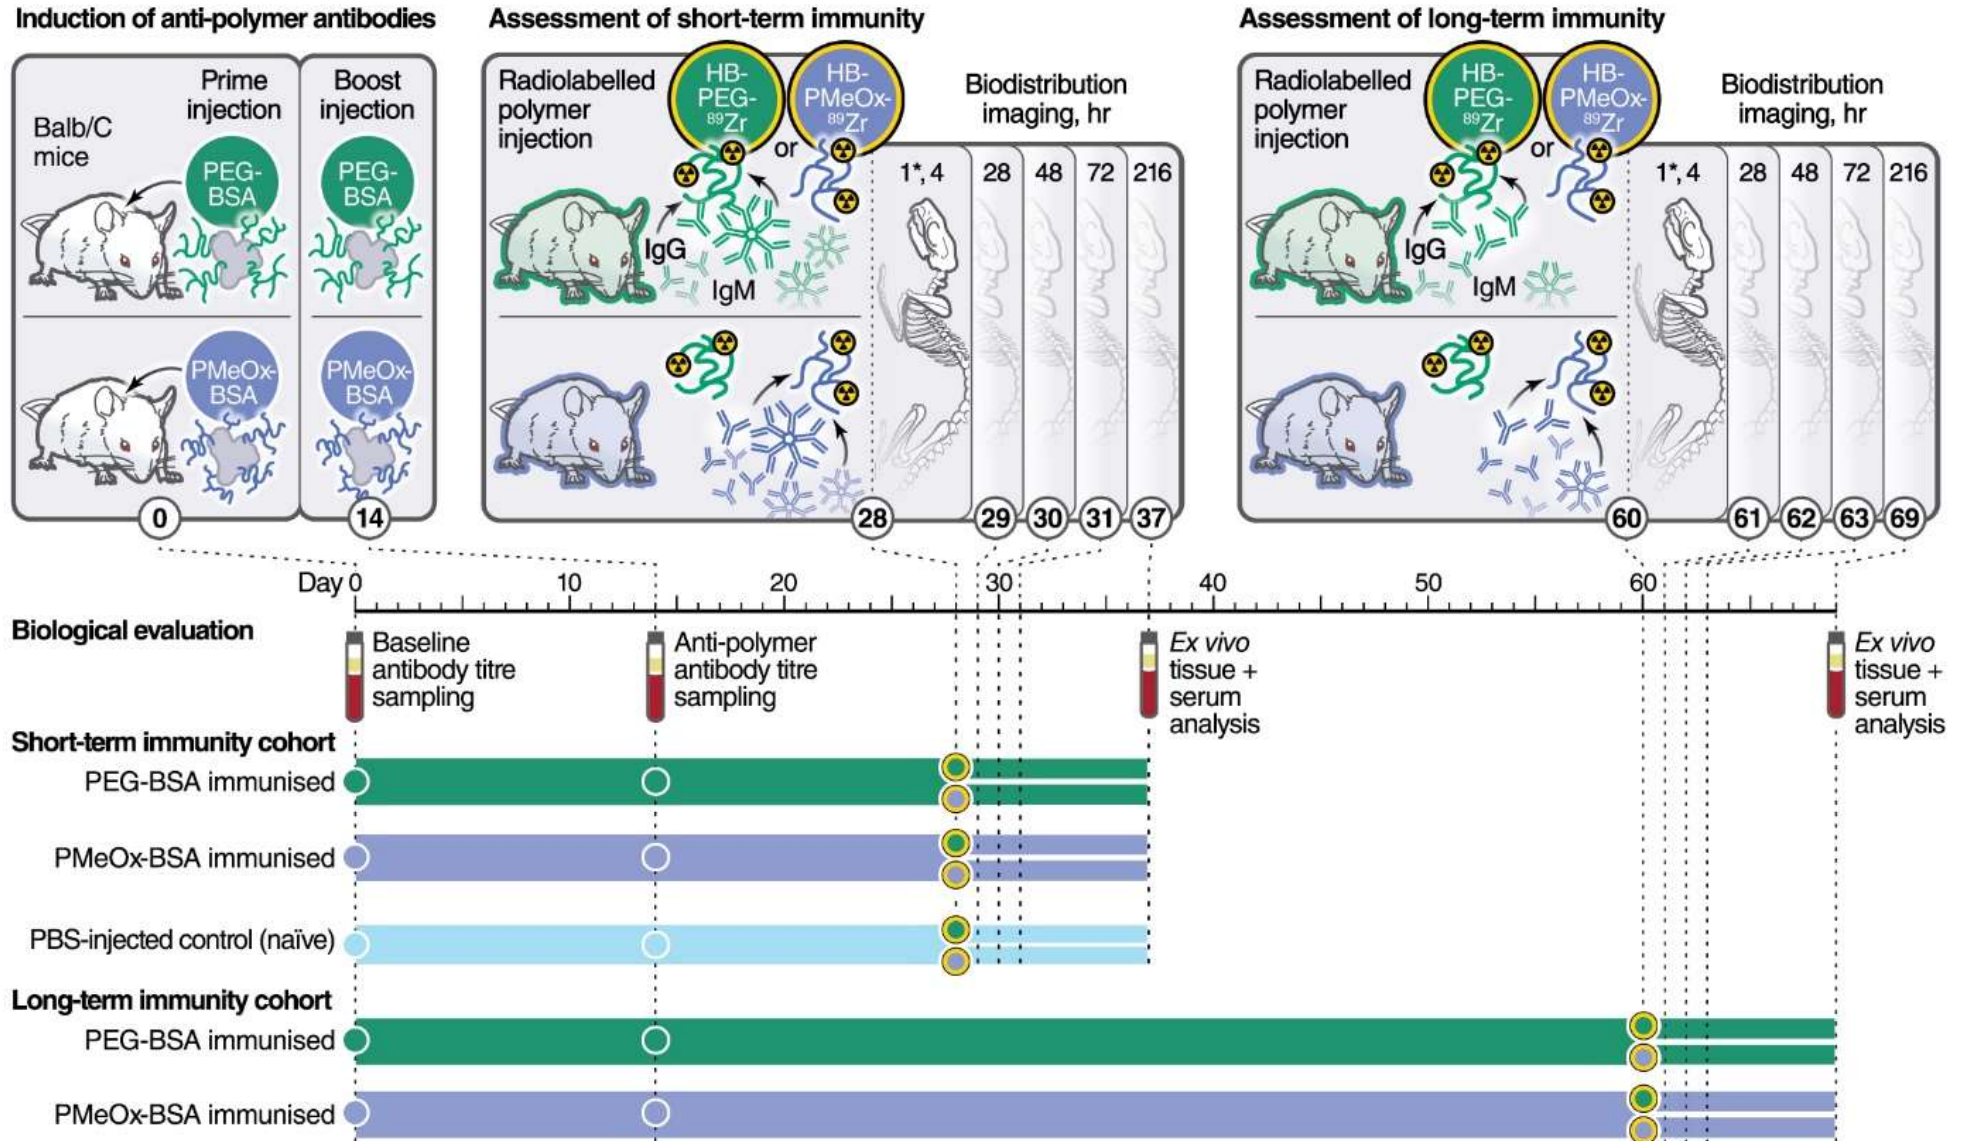 Induction of anti-polymer antibodies
Balb/C
mice
Prime
injection
Boost
injection
PEG-
BSA
PEG-
BSA
PMeOx-
BSA
PMeOx-
BSA
0
14
Assessment of short-term immunity
Radiolabelled
polymer
injection
HB-
PEG-
⁸⁹Zr
or
HB-
PMeOx-
⁸⁹Zr
Biodistribution
imaging, hr
1*, 4
28
48
72
216
IgG
IgM
28
29
30
31
37
Assessment of long-term immunity
Radiolabelled
polymer
injection
HB-
PEG-
⁸⁹Zr
or
HB-
PMeOx-
⁸⁹Zr
Biodistribution
imaging, hr
1*, 4
28
48
72
216
IgG
IgM
60
61
62
63
69
Day 0 10 20 30 40 50 60
Biological evaluation
Baseline
antibody titre
sampling
Anti-polymer
antibody titre
sampling
Ex vivo
tissue +
serum
analysis
Ex vivo
tissue +
serum
analysis
Short-term immunity cohort
PEG-BSA immunised
PMeOx-BSA immunised
PBS-injected control (naïve)
Long-term immunity cohort
PEG-BSA immunised
PMeOx-BSA immunised